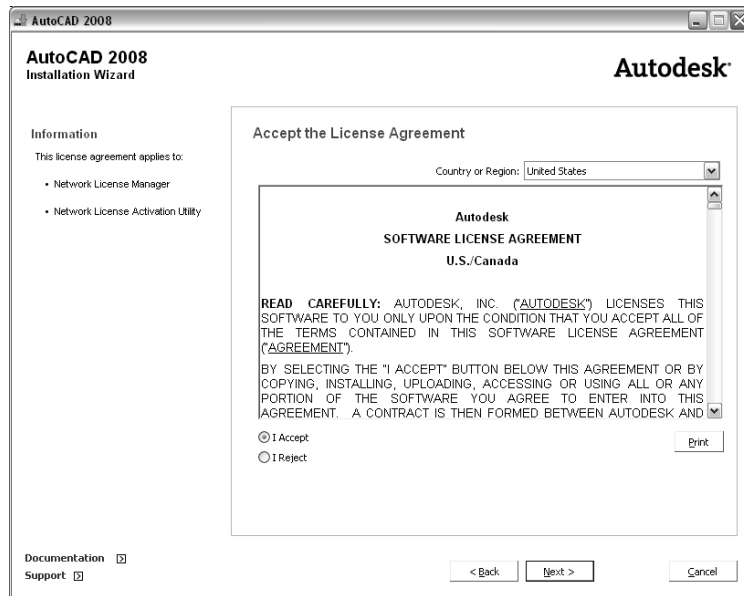 AutoCAD 2008
AutoCAD 2008
Installation Wizard
Autodesk
Information
This license agreement applies to:
• Network License Manager
• Network License Activation Utility
Accept the License Agreement
Country or Region: United States
Autodesk
SOFTWARE LICENSE AGREEMENT
U.S./Canada
READ CAREFULLY: AUTODESK, INC. ("AUTODESK") LICENSES THIS
SOFTWARE TO YOU ONLY UPON THE CONDITION THAT YOU ACCEPT ALL OF
THE TERMS CONTAINED IN THIS SOFTWARE LICENSE AGREEMENT
("AGREEMENT").
BY SELECTING THE "I ACCEPT" BUTTON BELOW THIS AGREEMENT OR BY
COPYING, INSTALLING, UPLOADING, ACCESSING OR USING ALL OR ANY
PORTION OF THE SOFTWARE YOU AGREE TO ENTER INTO THIS
AGREEMENT. A CONTRACT IS THEN FORMED BETWEEN AUTODESK AND
I Accept
I Reject
Print
Documentation
Support
< Back
Next >
Cancel